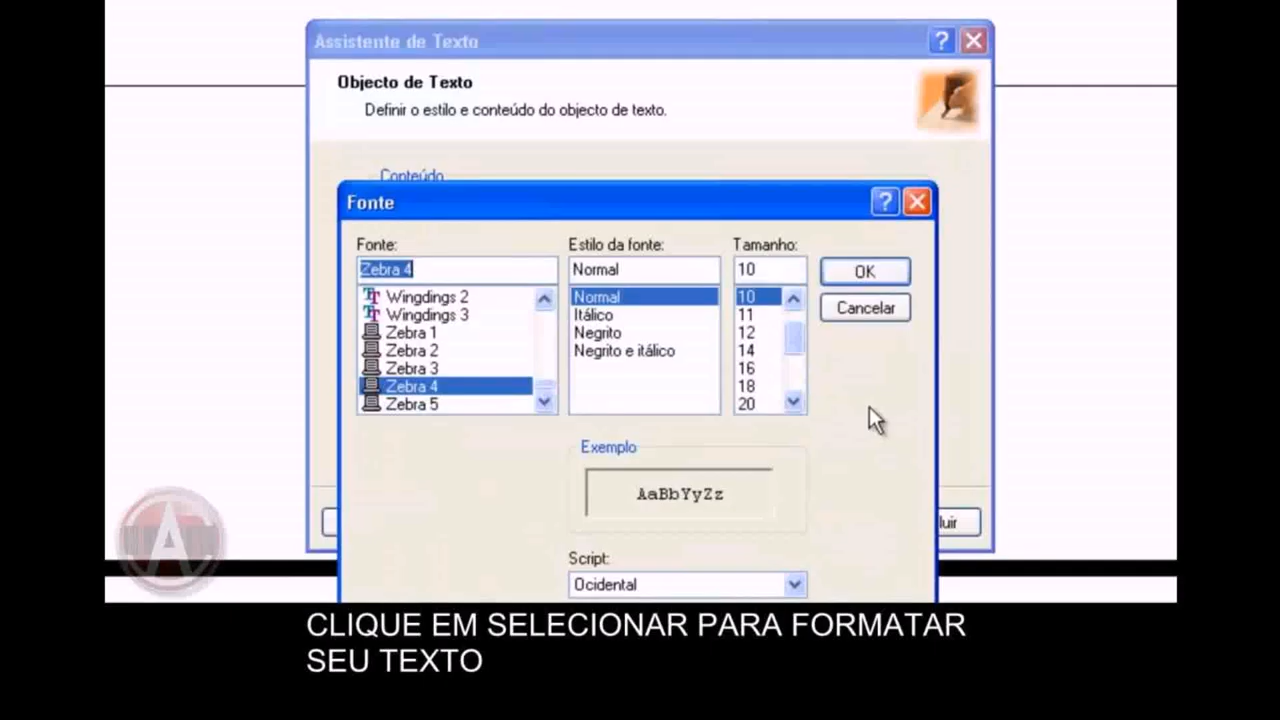 Assistente de Texto
Objecto de Texto
Definir o estilo e conteúdo do objecto de texto.
Conteúdo
Fonte
Fonte:
Estilo da fonte:
Tamanho:
Zebra 4
Normal
10
OK
Cancelar
Wingdings 2
Wingdings 3
Zebra 1
Zebra 2
Zebra 3
Zebra 4
Zebra 5
Normal
Itálico
Negrito
Negrito e itálico
10
11
12
14
16
18
20
Exemplo
AaBbYyZz
luir
Script:
Ocidental
A
CLIQUE EM SELECIONAR PARA FORMATAR
SEU TEXTO